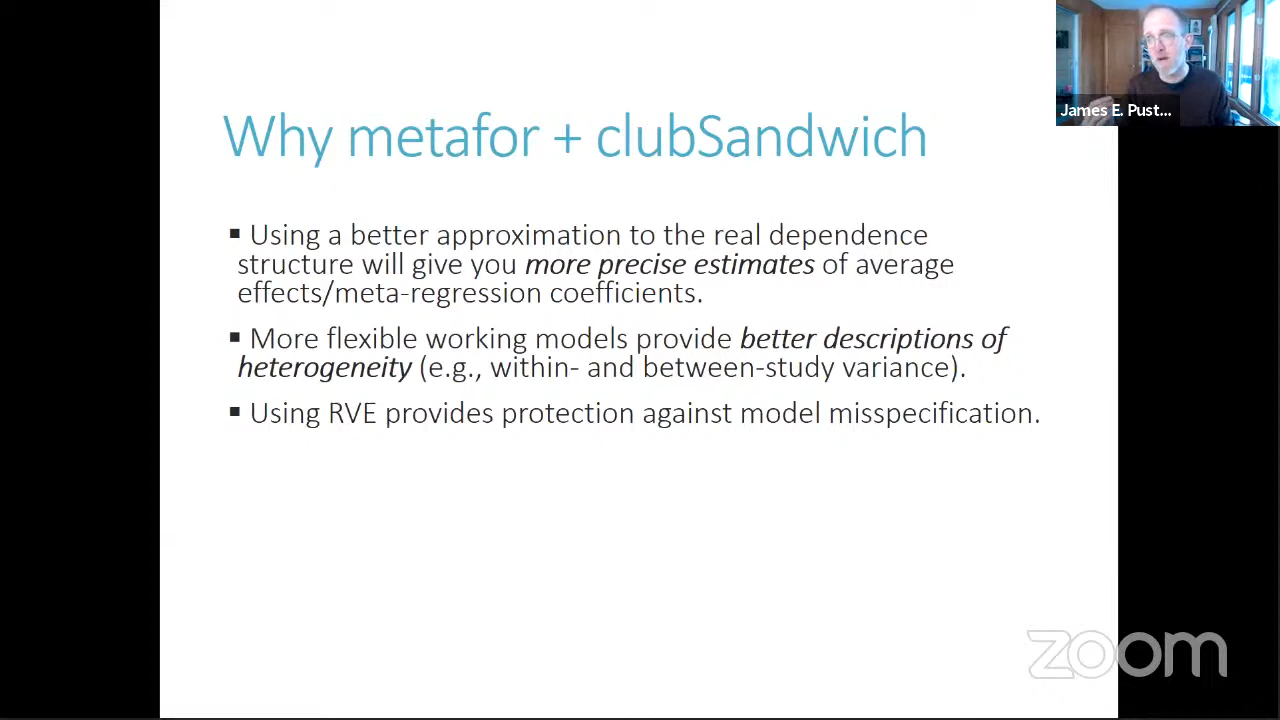 James E. Pust...
Why metafor + clubSandwich
▪ Using a better approximation to the real dependence
structure will give you more precise estimates of average
effects/meta-regression coefficients.
▪ More flexible working models provide better descriptions of
heterogeneity (e.g., within- and between-study variance).
▪ Using RVE provides protection against model misspecification.
zoom